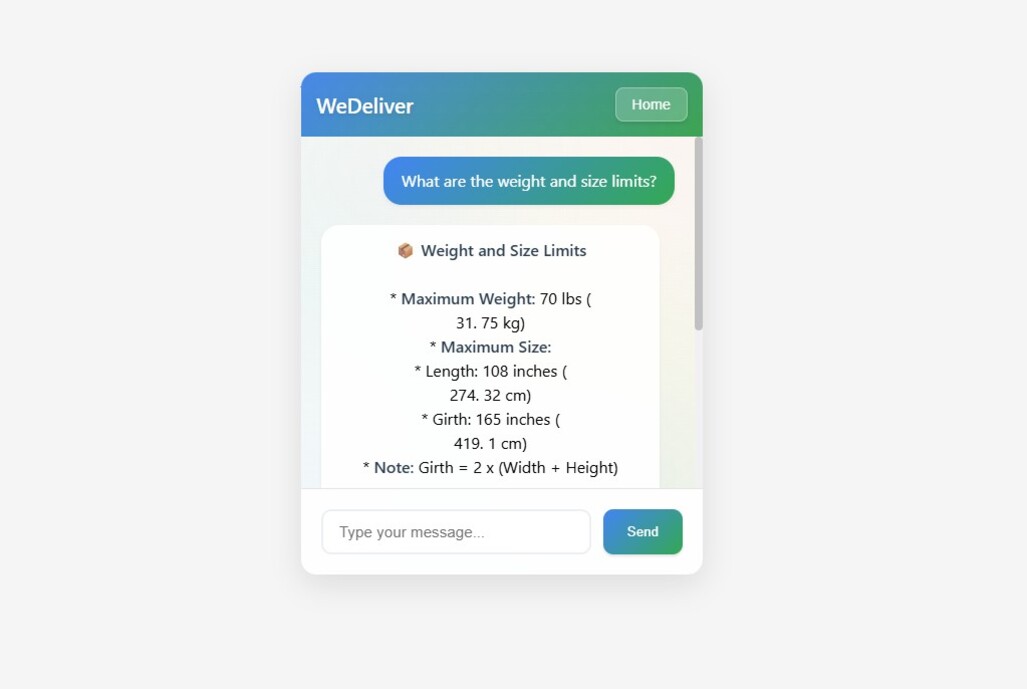 WeDeliver
Home
What are the weight and size limits?
📦 Weight and Size Limits
* Maximum Weight: 70 lbs (
31. 75 kg)
* Maximum Size:
* Length: 108 inches (
274. 32 cm)
* Girth: 165 inches (
419. 1 cm)
* Note: Girth = 2 x (Width + Height)
Type your message...
Send